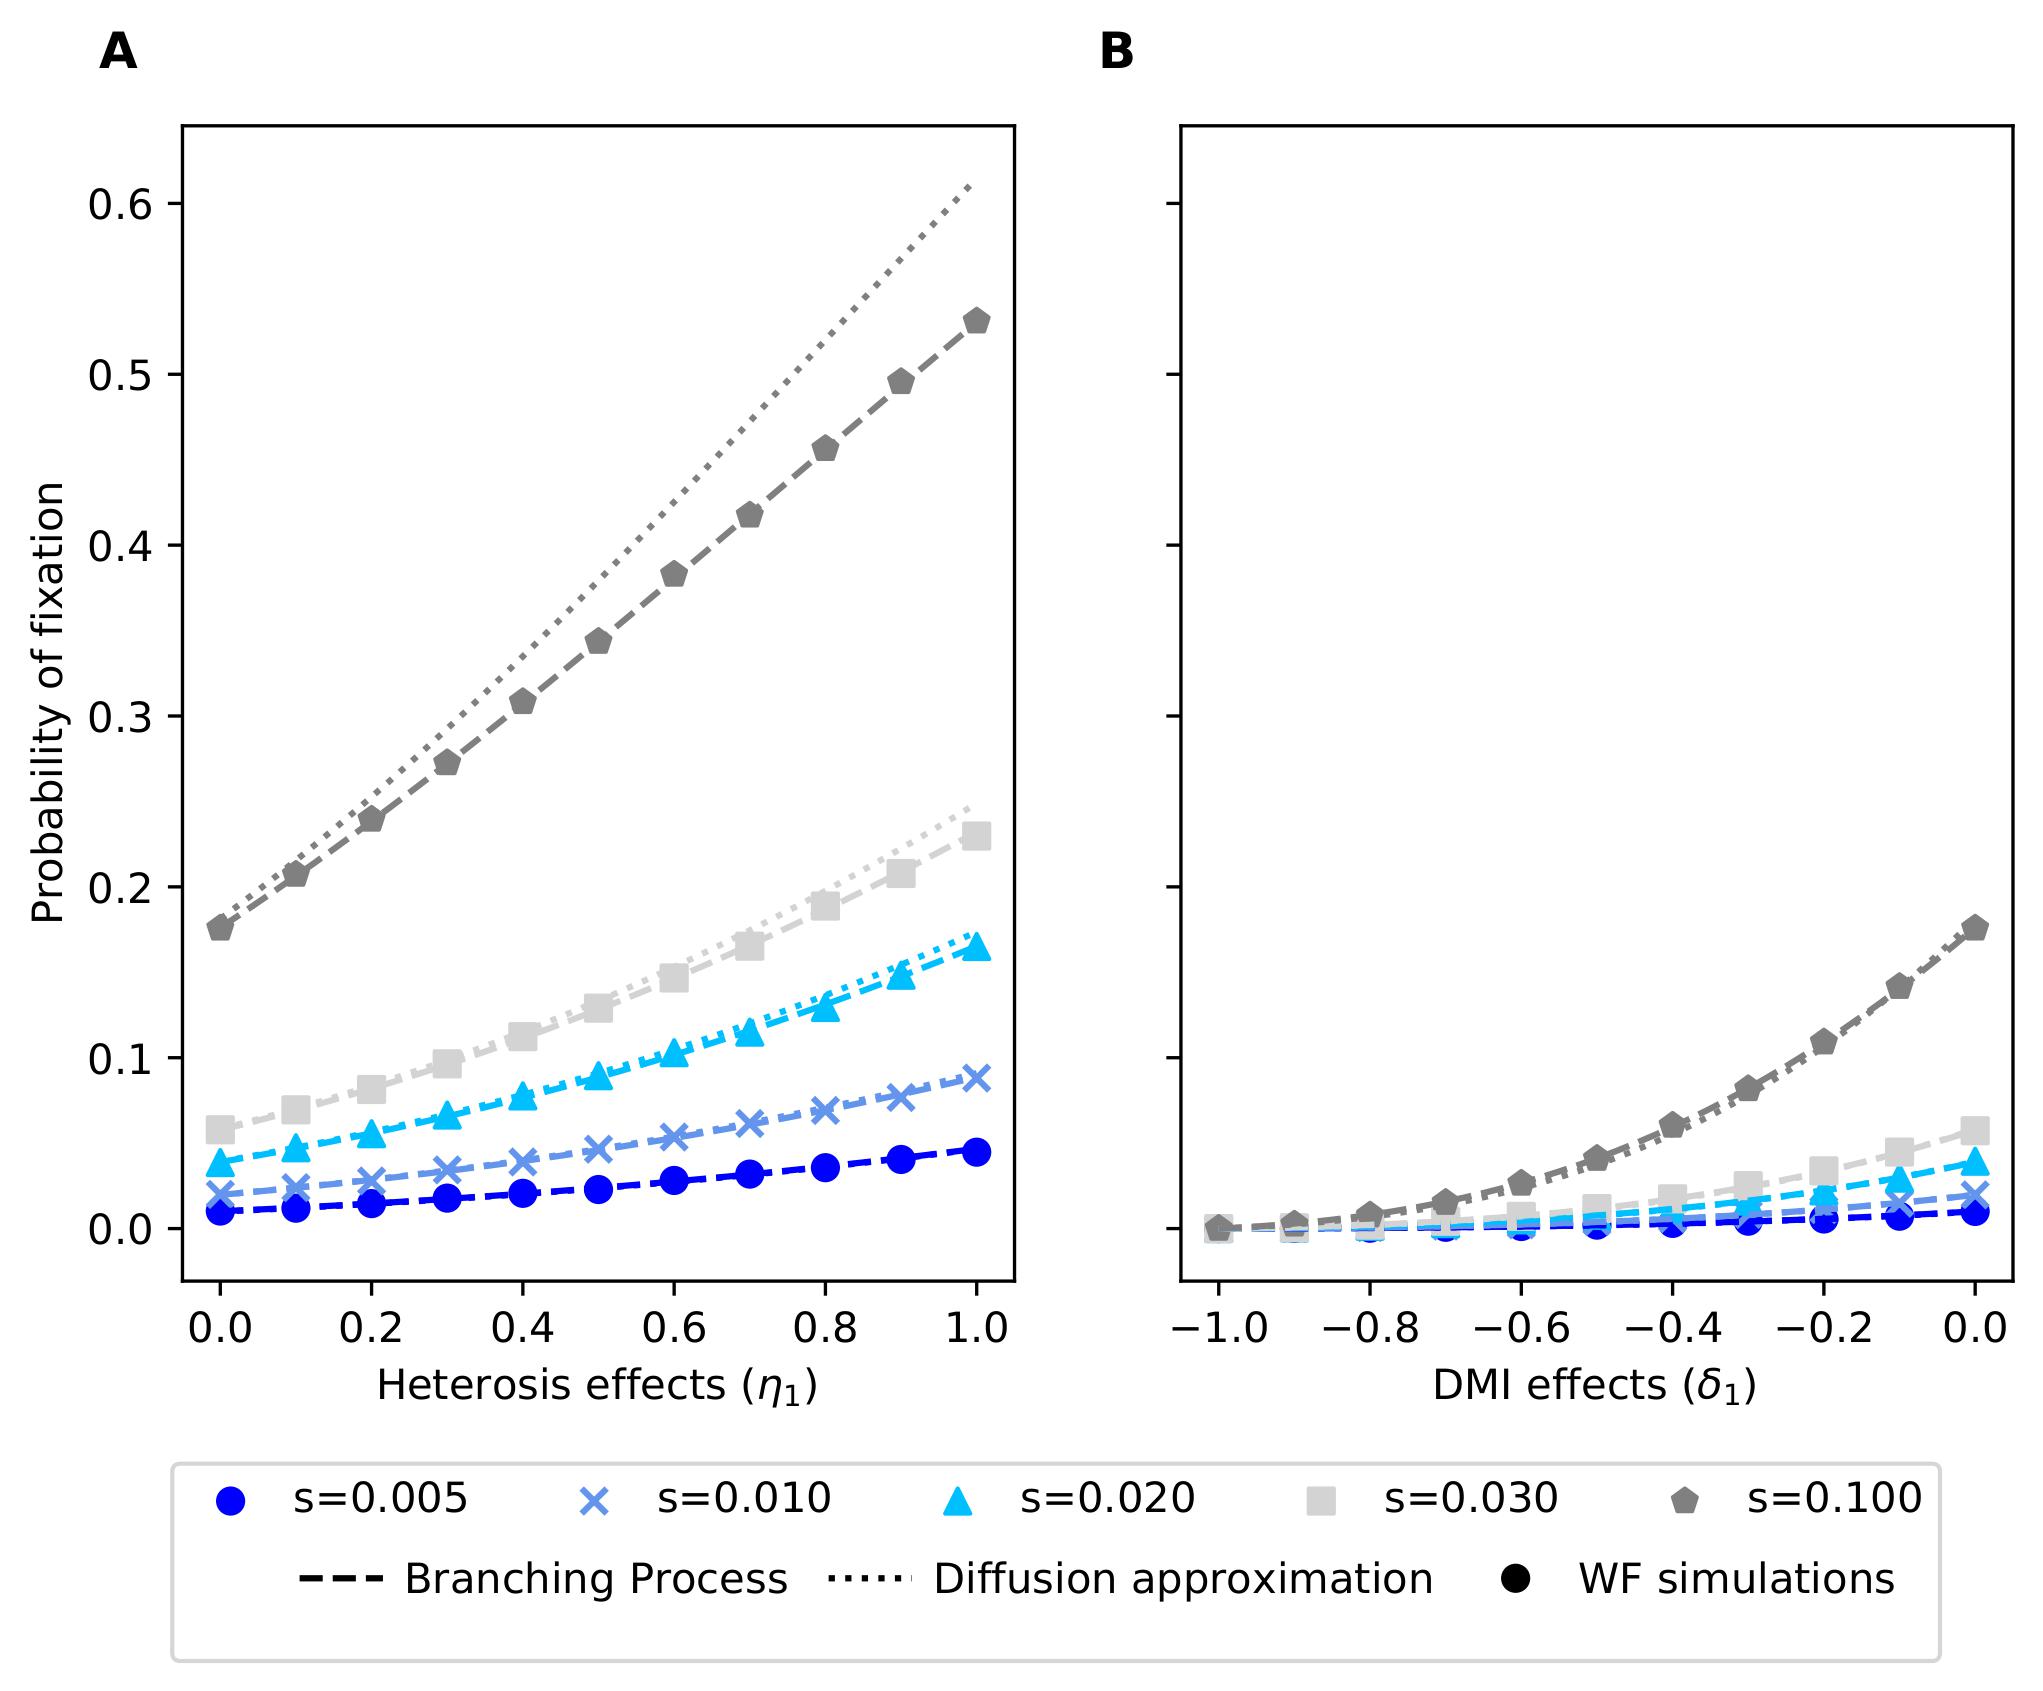 A
B
Probability of fixation
0.6
0.5
0.4
0.3
0.2
0.1
0.0
0.0 0.2 0.4 0.6 0.8 1.0
−1.0 −0.8 −0.6 −0.4 −0.2 0.0
Heterosis effects (η₁)
DMI effects (δ₁)
s=0.005 s=0.010 s=0.020 s=0.030 s=0.100
Branching Process Diffusion approximation WF simulations